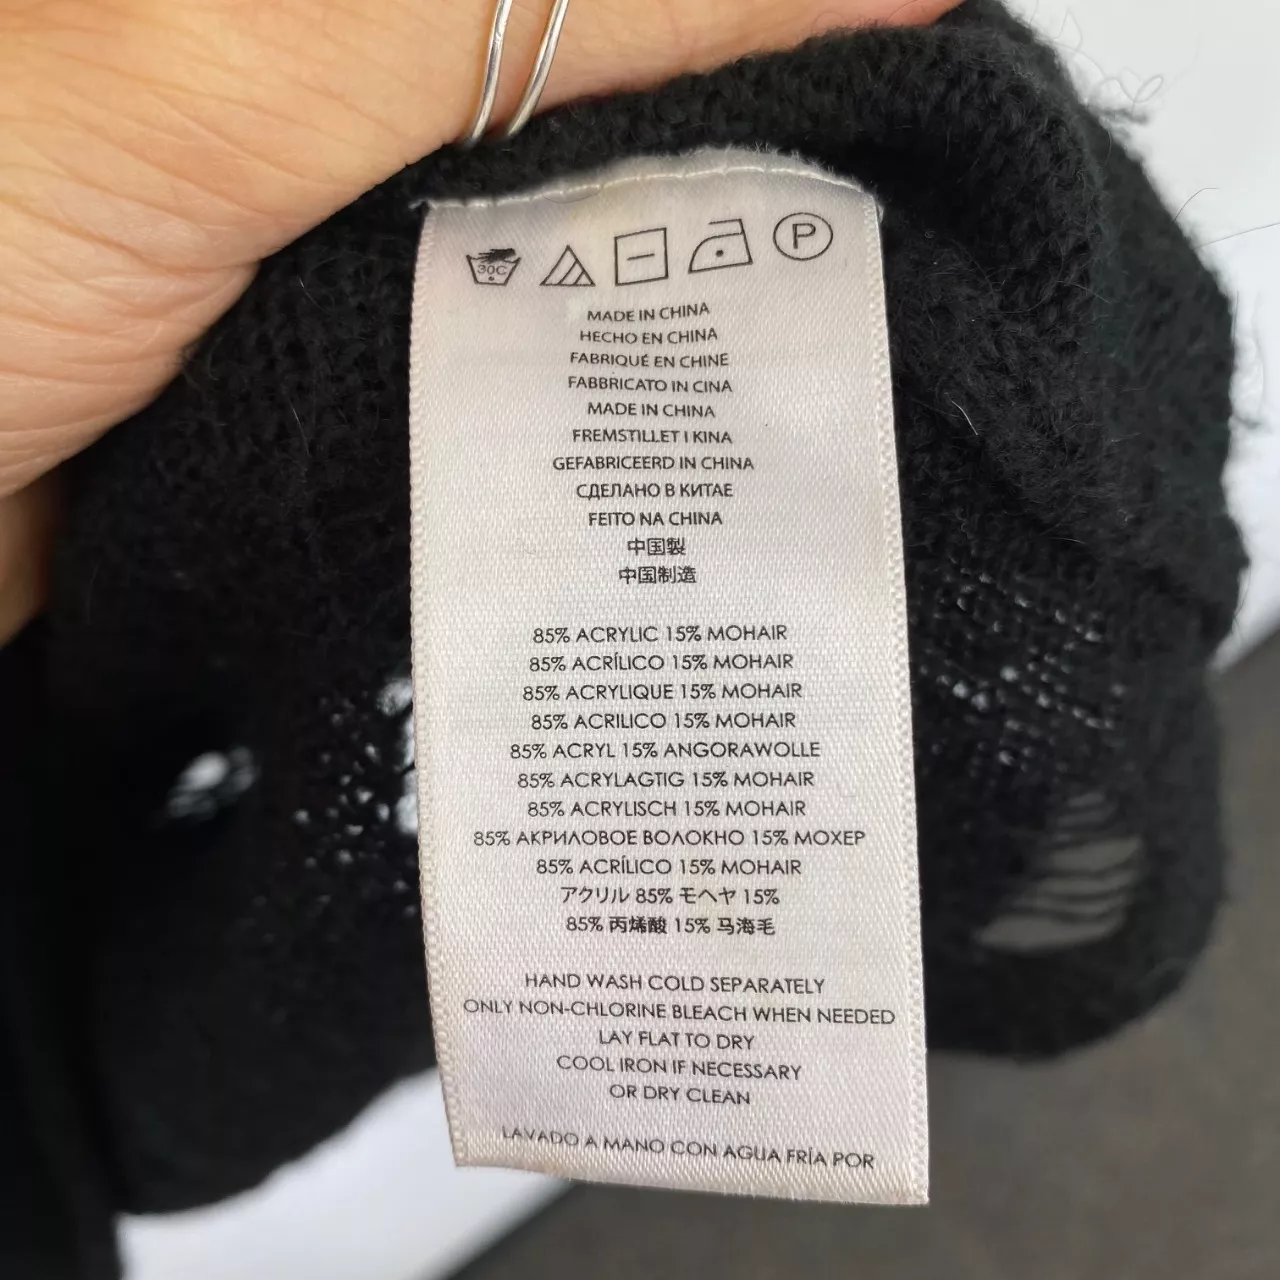 30C
P
MADE IN CHINA
HECHO EN CHINA
FABRIQUÉ EN CHINE
FABBRICATO IN CINA
MADE IN CHINA
FREMSTILLET I KINA
GEFABRICEERD IN CHINA
СДЕЛАНО В КИТАЕ
FEITO NA CHINA
中国製
中国制造
85% ACRYLIC 15% MOHAIR
85% ACRÍLICO 15% MOHAIR
85% ACRYLIQUE 15% MOHAIR
85% ACRILICO 15% MOHAIR
85% ACRYL 15% ANGORAWOLLE
85% ACRYLAGTIG 15% MOHAIR
85% ACRYLISCH 15% MOHAIR
85% АКРИЛОВОЕ ВОЛОКНО 15% МОХЕР
85% ACRÍLICO 15% MOHAIR
アクリル 85% モヘヤ 15%
85% 丙烯酸 15% 马海毛
HAND WASH COLD SEPARATELY
ONLY NON-CHLORINE BLEACH WHEN NEEDED
LAY FLAT TO DRY
COOL IRON IF NECESSARY
OR DRY CLEAN
LAVADO A MANO CON AGUA FRÍA POR